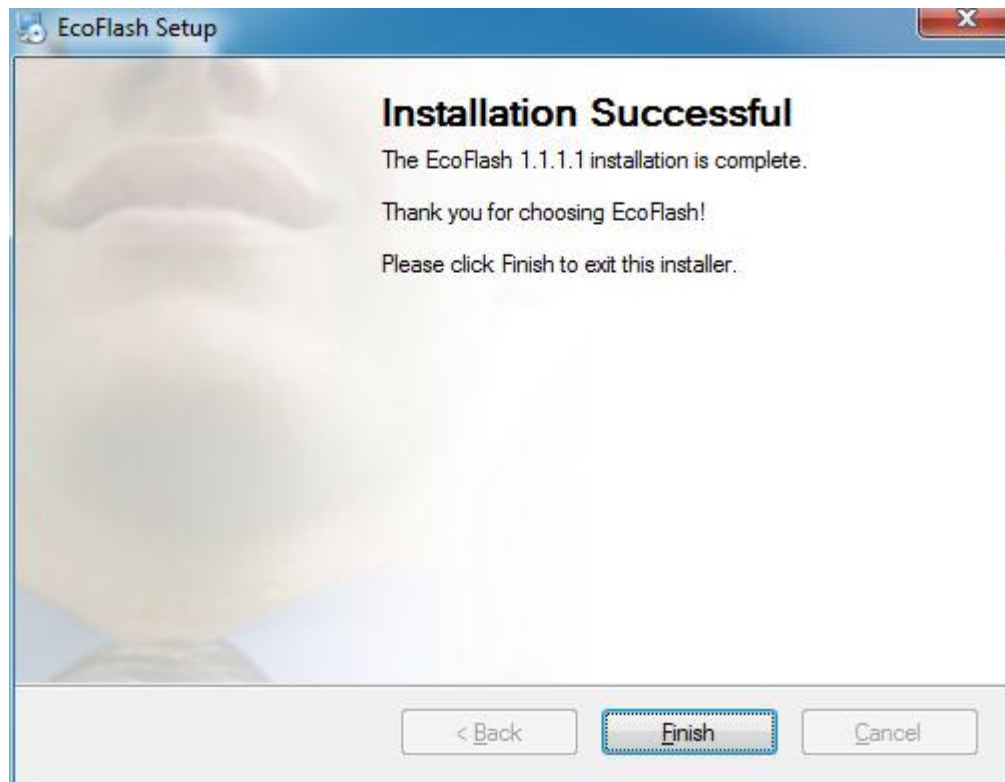 EcoFlash Setup
Installation Successful
The EcoFlash 1.1.1.1 installation is complete.
Thank you for choosing EcoFlash!
Please click Finish to exit this installer.
< Back Finish Cancel